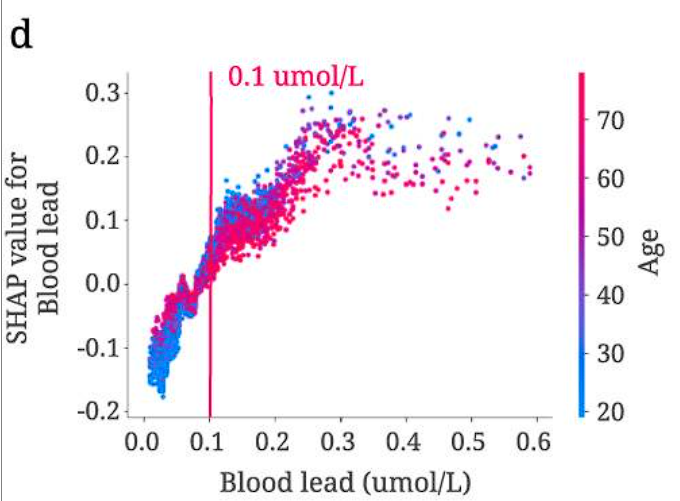 d
0.1 umol/L
SHAP value for
Blood lead
0.3
0.2
0.1
0.0
-0.1
-0.2
0.0 0.1 0.2 0.3 0.4 0.5 0.6
Blood lead (umol/L)
70
60
50
40
30
20
Age